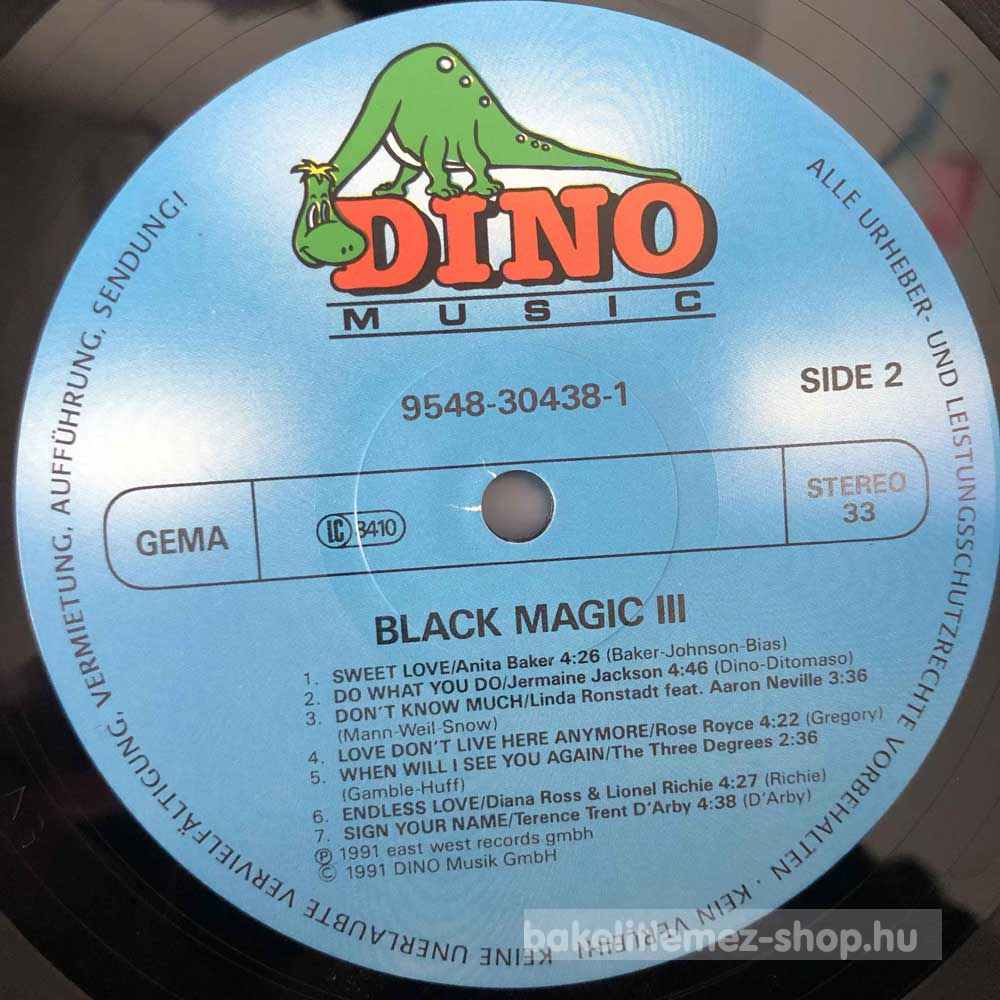 DINO
MUSIC
9548-30438-1
SIDE 2
GEMA
LC 3410
STEREO
33
BLACK MAGIC III
1. SWEET LOVE/Anita Baker 4:26 (Baker-Johnson-Bias)
2. DO WHAT YOU DO/Jermaine Jackson 4:46 (Dino-Ditomaso)
3. DON'T KNOW MUCH/Linda Ronstadt feat. Aaron Neville 3:36
(Mann-Weil-Snow)
4. LOVE DON'T LIVE HERE ANYMORE/Rose Royce 4:22 (Gregory)
5. WHEN WILL I SEE YOU AGAIN/The Three Degrees 2:36
(Gamble-Huff)
6. ENDLESS LOVE/Diana Ross & Lionel Richie 4:27 (Richie)
7. SIGN YOUR NAME/Terence Trent D'Arby 4:38 (D'Arby)
℗ 1991 east west records gmbh
© 1991 DINO Musik GmbH
ALLE URHEBER- UND LEISTUNGSSCHUTZRECHTE VORBEHALTEN · KEIN VERLEIH! KEINE UNERLAUBTE VERVIELFÄLTIGUNG, VERMIETUNG, AUFFÜHRUNG, SENDUNG!
bakelitlemez-shop.hu